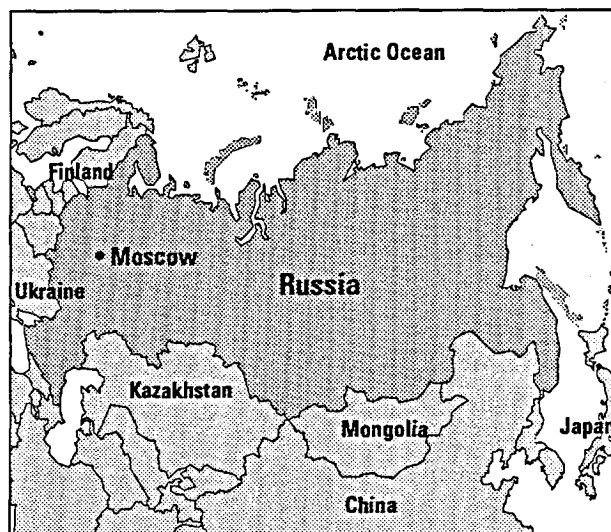 Arctic Ocean
Finland
Moscow
Ukraine
Russia
Kazakhstan
Mongolia
Japan
China